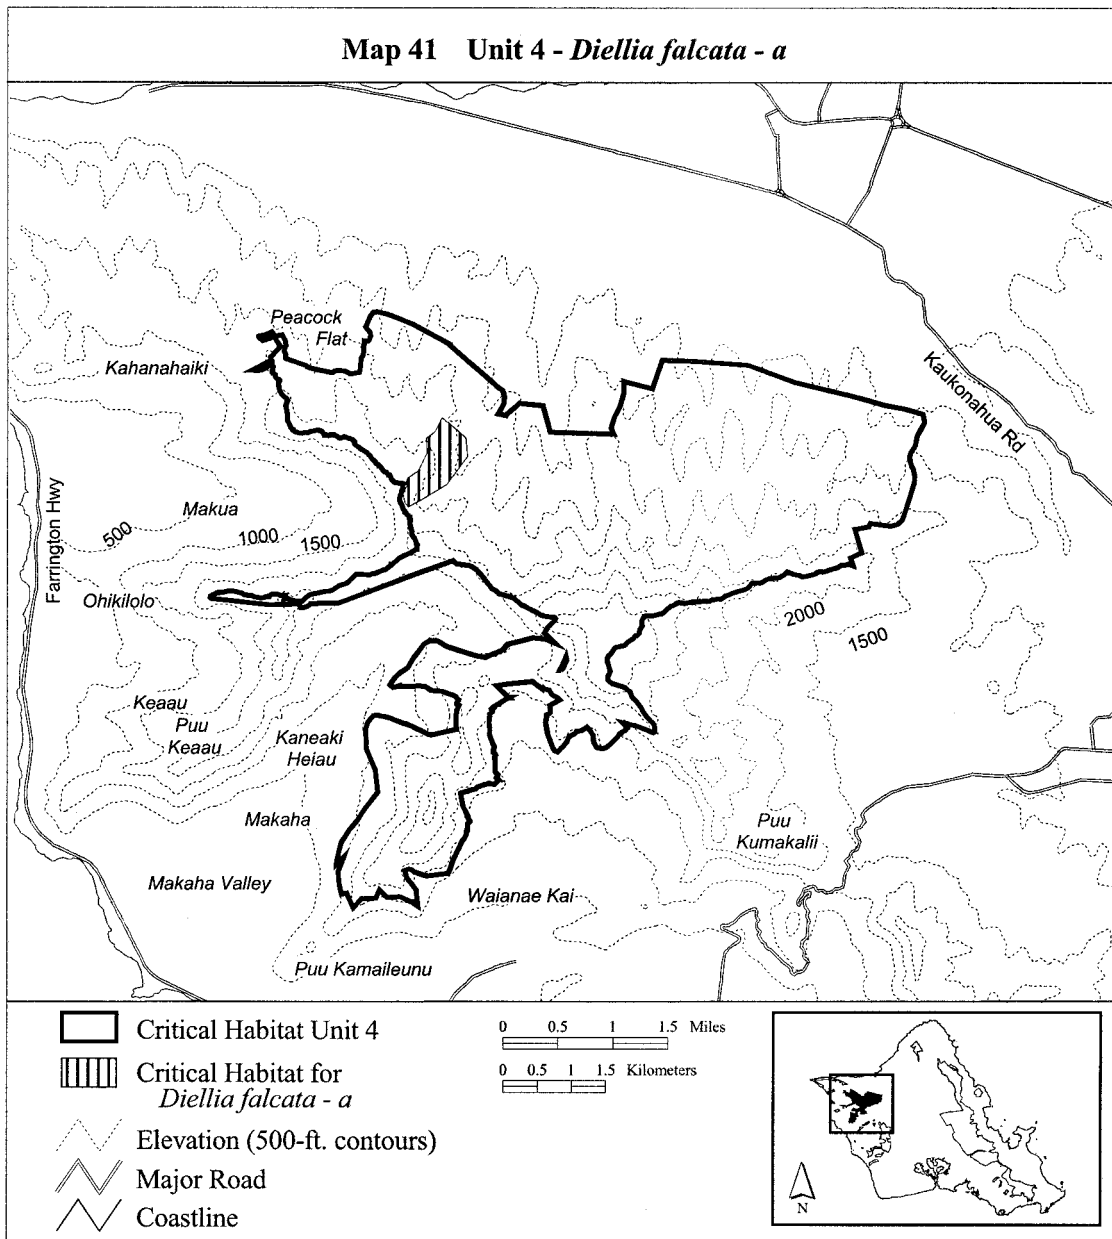 Map 41 Unit 4 - Diellia falcata - a
Peacock
Flat
Kahanahaiki
Kaukonahua Rd
Farrington Hwy
Makua
500
1000
1500
Ohikilolo
2000
1500
Keaau
Puu
Keaau
Kaneaki
Heiau
Makaha
Puu
Kumakalii
Makaha Valley
Waianae Kai
Puu Kamaileunu
Critical Habitat Unit 4
Critical Habitat for
Diellia falcata - a
Elevation (500-ft. contours)
Major Road
Coastline
0 0.5 1 1.5 Miles
0 0.5 1 1.5 Kilometers
N